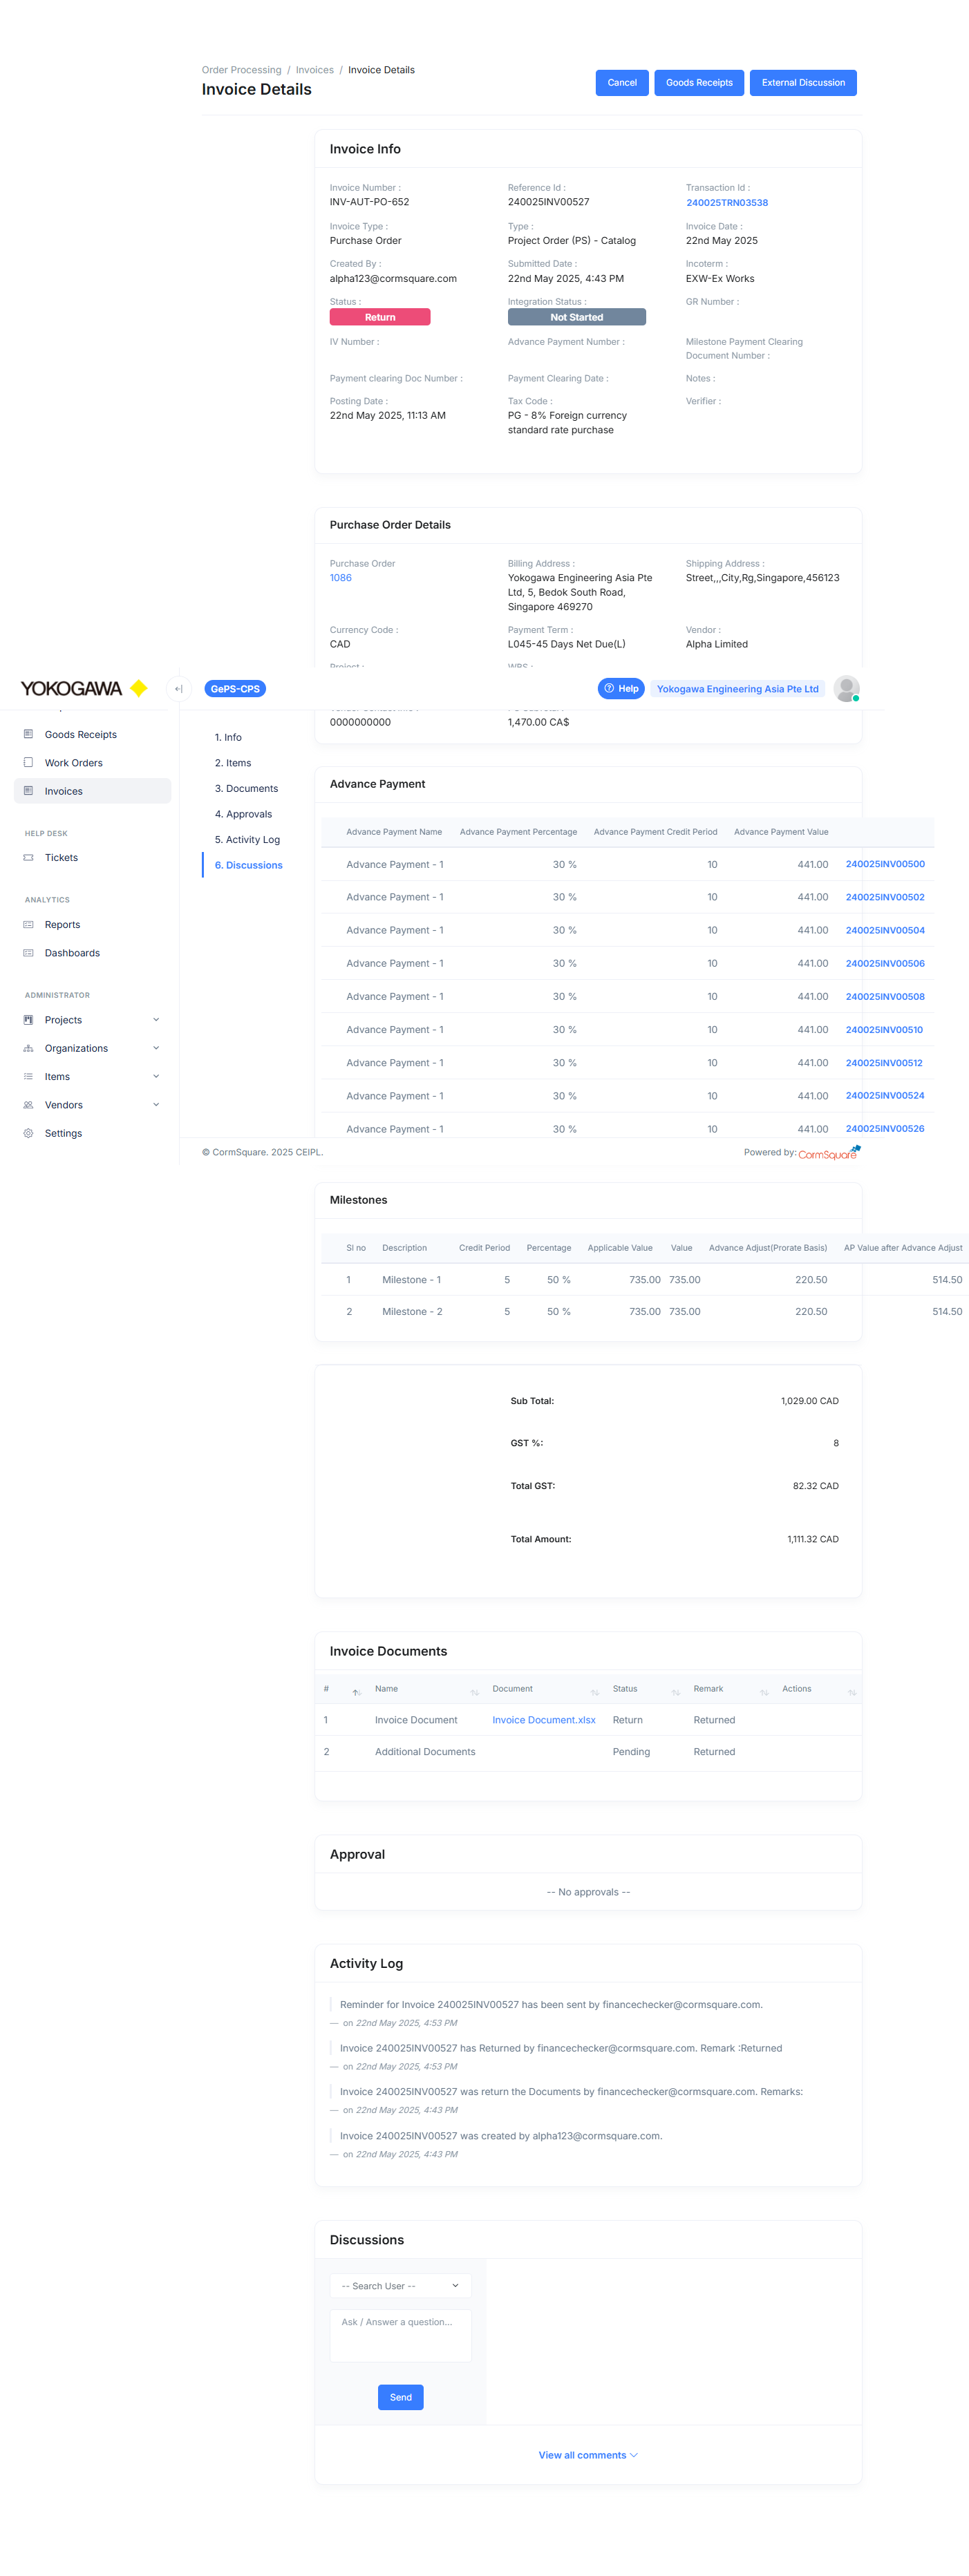 Order Processing / Invoices / Invoice Details
Invoice Details
Cancel
Goods Receipts
External Discussion
Invoice Info
Invoice Number :
INV-AUT-PO-652
Reference Id :
240025INV00527
Transaction Id :
240025TRN03538
Invoice Type :
Purchase Order
Type :
Project Order (PS) - Catalog
Invoice Date :
22nd May 2025
Created By :
alpha123@cormsquare.com
Submitted Date :
22nd May 2025, 4:43 PM
Incoterm :
EXW-Ex Works
Status :
Return
Integration Status :
Not Started
GR Number :
IV Number :
Advance Payment Number :
Milestone Payment Clearing
Document Number :
Payment clearing Doc Number :
Payment Clearing Date :
Notes :
Posting Date :
22nd May 2025, 11:13 AM
Tax Code :
PG - 8% Foreign currency
standard rate purchase
Verifier :
Purchase Order Details
Purchase Order
1086
Billing Address :
Yokogawa Engineering Asia Pte
Ltd, 5, Bedok South Road,
Singapore 469270
Shipping Address :
Street,,,City,Rg,Singapore,456123
Currency Code :
CAD
Payment Term :
L045-45 Days Net Due(L)
Vendor :
Alpha Limited
Project :
WBS :
YOKOGAWA
GePS-CPS
Help
Yokogawa Engineering Asia Pte Ltd
0000000000
1,470.00 CA$
Goods Receipts
Work Orders
Invoices
HELP DESK
Tickets
ANALYTICS
Reports
Dashboards
ADMINISTRATOR
Projects
Organizations
Items
Vendors
Settings
1. Info
2. Items
3. Documents
4. Approvals
5. Activity Log
6. Discussions
Advance Payment
Advance Payment Name Advance Payment Percentage Advance Payment Credit Period Advance Payment Value
Advance Payment - 1 30 % 10 441.00 240025INV00500
Advance Payment - 1 30 % 10 441.00 240025INV00502
Advance Payment - 1 30 % 10 441.00 240025INV00504
Advance Payment - 1 30 % 10 441.00 240025INV00506
Advance Payment - 1 30 % 10 441.00 240025INV00508
Advance Payment - 1 30 % 10 441.00 240025INV00510
Advance Payment - 1 30 % 10 441.00 240025INV00512
Advance Payment - 1 30 % 10 441.00 240025INV00524
Advance Payment - 1 30 % 10 441.00 240025INV00526
© CormSquare. 2025 CEIPL.
Powered by: CormSquare
Milestones
Sl no Description Credit Period Percentage Applicable Value Value Advance Adjust(Prorate Basis) AP Value after Advance Adjust
1 Milestone - 1 5 50 % 735.00 735.00 220.50 514.50
2 Milestone - 2 5 50 % 735.00 735.00 220.50 514.50
Sub Total: 1,029.00 CAD
GST %: 8
Total GST: 82.32 CAD
Total Amount: 1,111.32 CAD
Invoice Documents
# Name Document Status Remark Actions
1 Invoice Document Invoice Document.xlsx Return Returned
2 Additional Documents Pending Returned
Approval
-- No approvals --
Activity Log
Reminder for Invoice 240025INV00527 has been sent by financechecker@cormsquare.com.
— on 22nd May 2025, 4:53 PM
Invoice 240025INV00527 has Returned by financechecker@cormsquare.com. Remark :Returned
— on 22nd May 2025, 4:53 PM
Invoice 240025INV00527 was return the Documents by financechecker@cormsquare.com. Remarks:
— on 22nd May 2025, 4:43 PM
Invoice 240025INV00527 was created by alpha123@cormsquare.com.
— on 22nd May 2025, 4:43 PM
Discussions
-- Search User --
Ask / Answer a question...
Send
View all comments